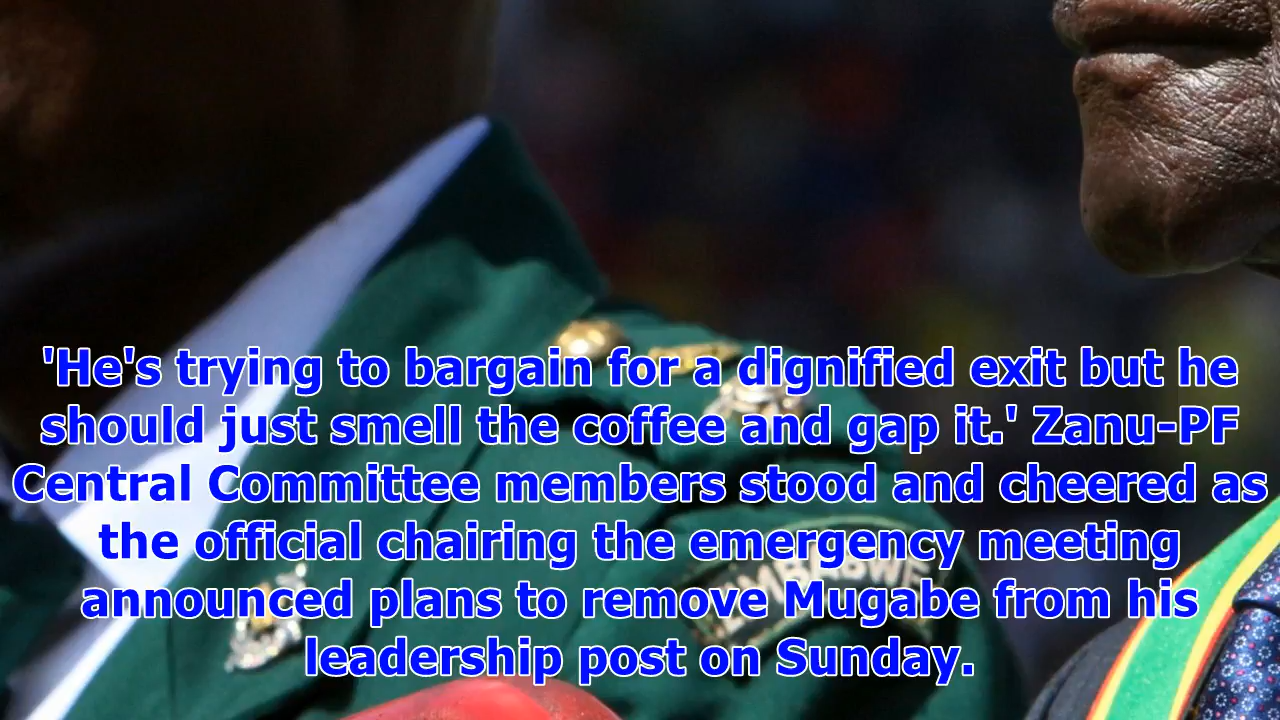 'He's trying to bargain for a dignified exit but he
should just smell the coffee and gap it.' Zanu-PF
Central Committee members stood and cheered as
the official chairing the emergency meeting
announced plans to remove Mugabe from his
leadership post on Sunday.
ZIMBABWE